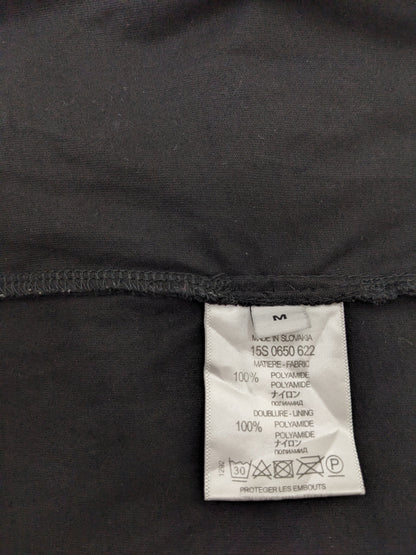 M
MADE IN SLOVAKIA
15S 0650 622
MATIERE - FABRIC
100% POLYAMIDE
POLYAMIDE
ナイロン
ПОЛИАМИД
DOUBLURE - LINING
100% POLYAMIDE
POLYAMIDE
ナイロン
ПОЛИАМИД
1292
30 P
PROTEGER LES EMBOUTS